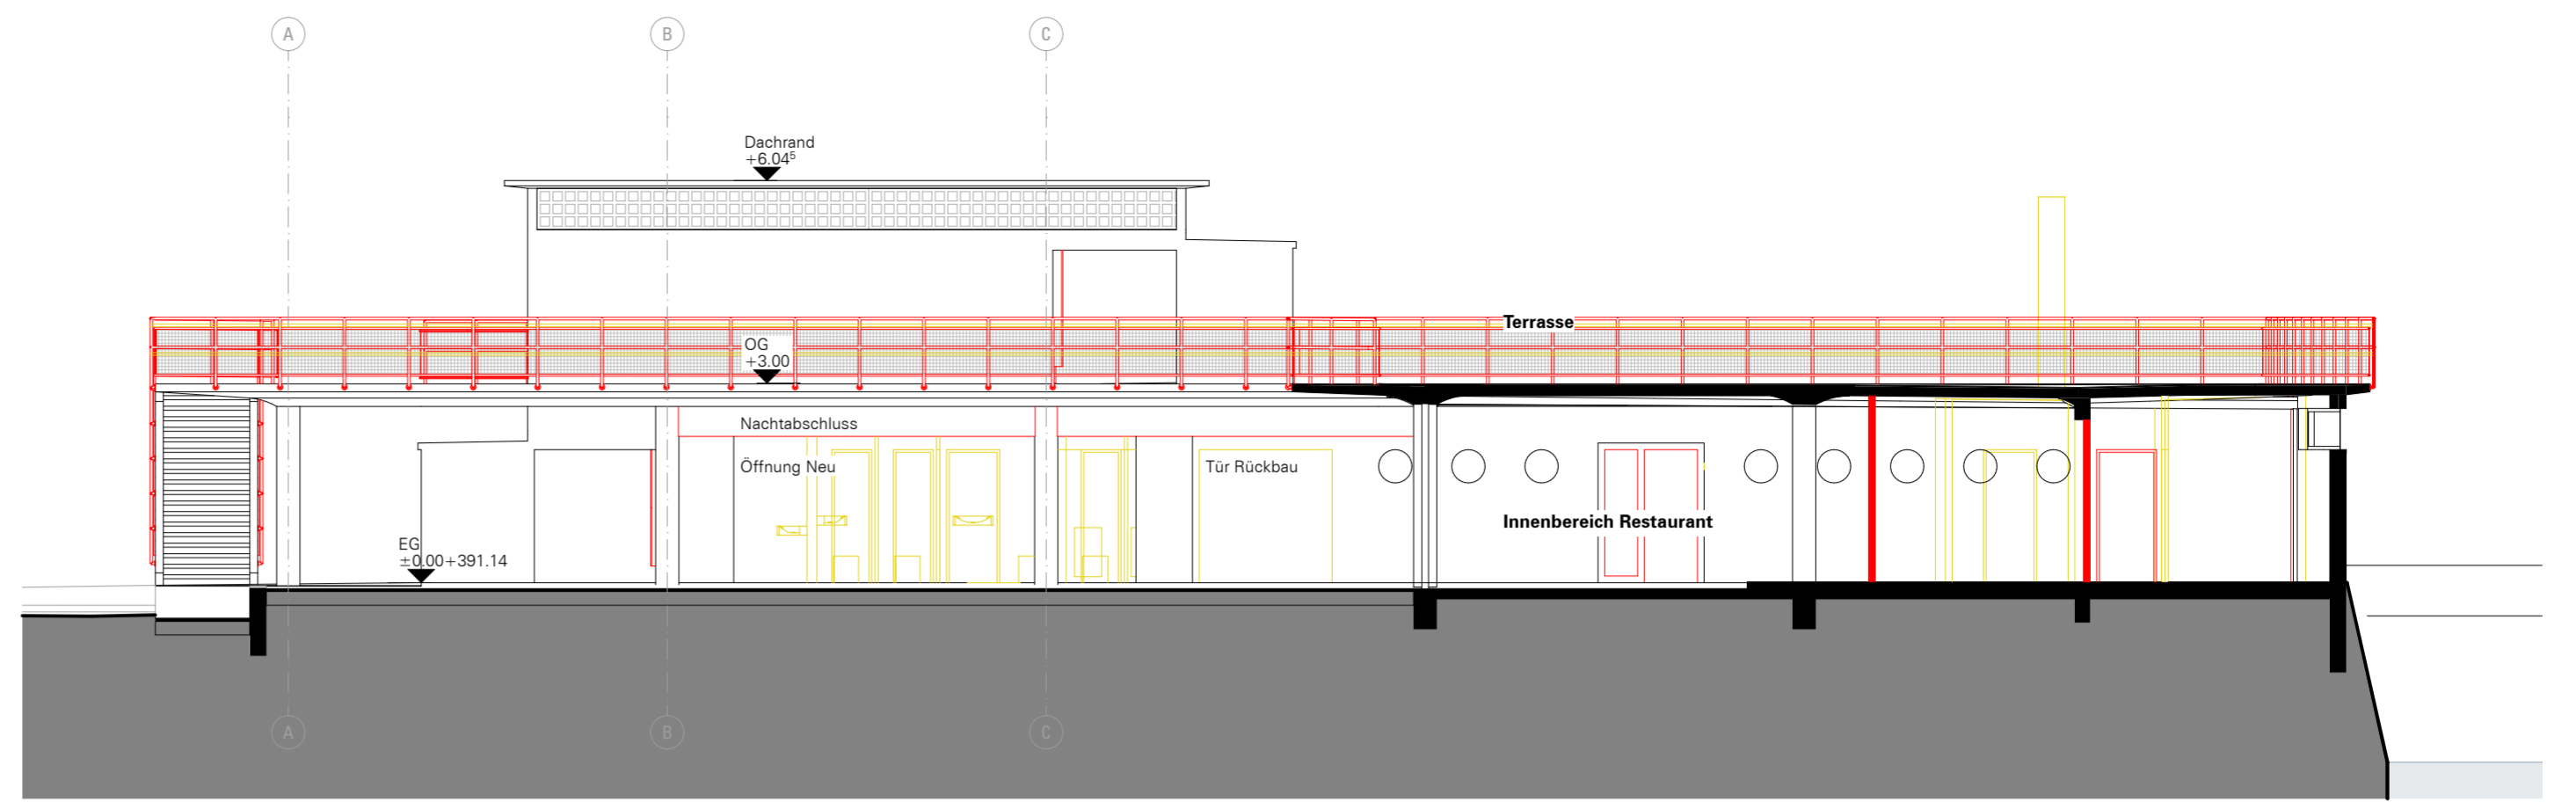 A
B
C
Dachrand
+6.04⁵
Terrasse
OG
+3.00
Nachtabschluss
Öffnung Neu
Tür Rückbau
Innenbereich Restaurant
EG
±0.00+391.14
A
B
C